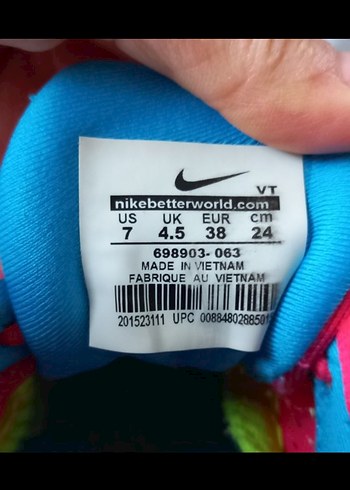 VT
nikebetterworld.com
US UK EUR cm
7 4.5 38 24
698903-063
MADE IN VIETNAM
FABRIQUE AU VIETNAM
201523111 UPC 00884802885015